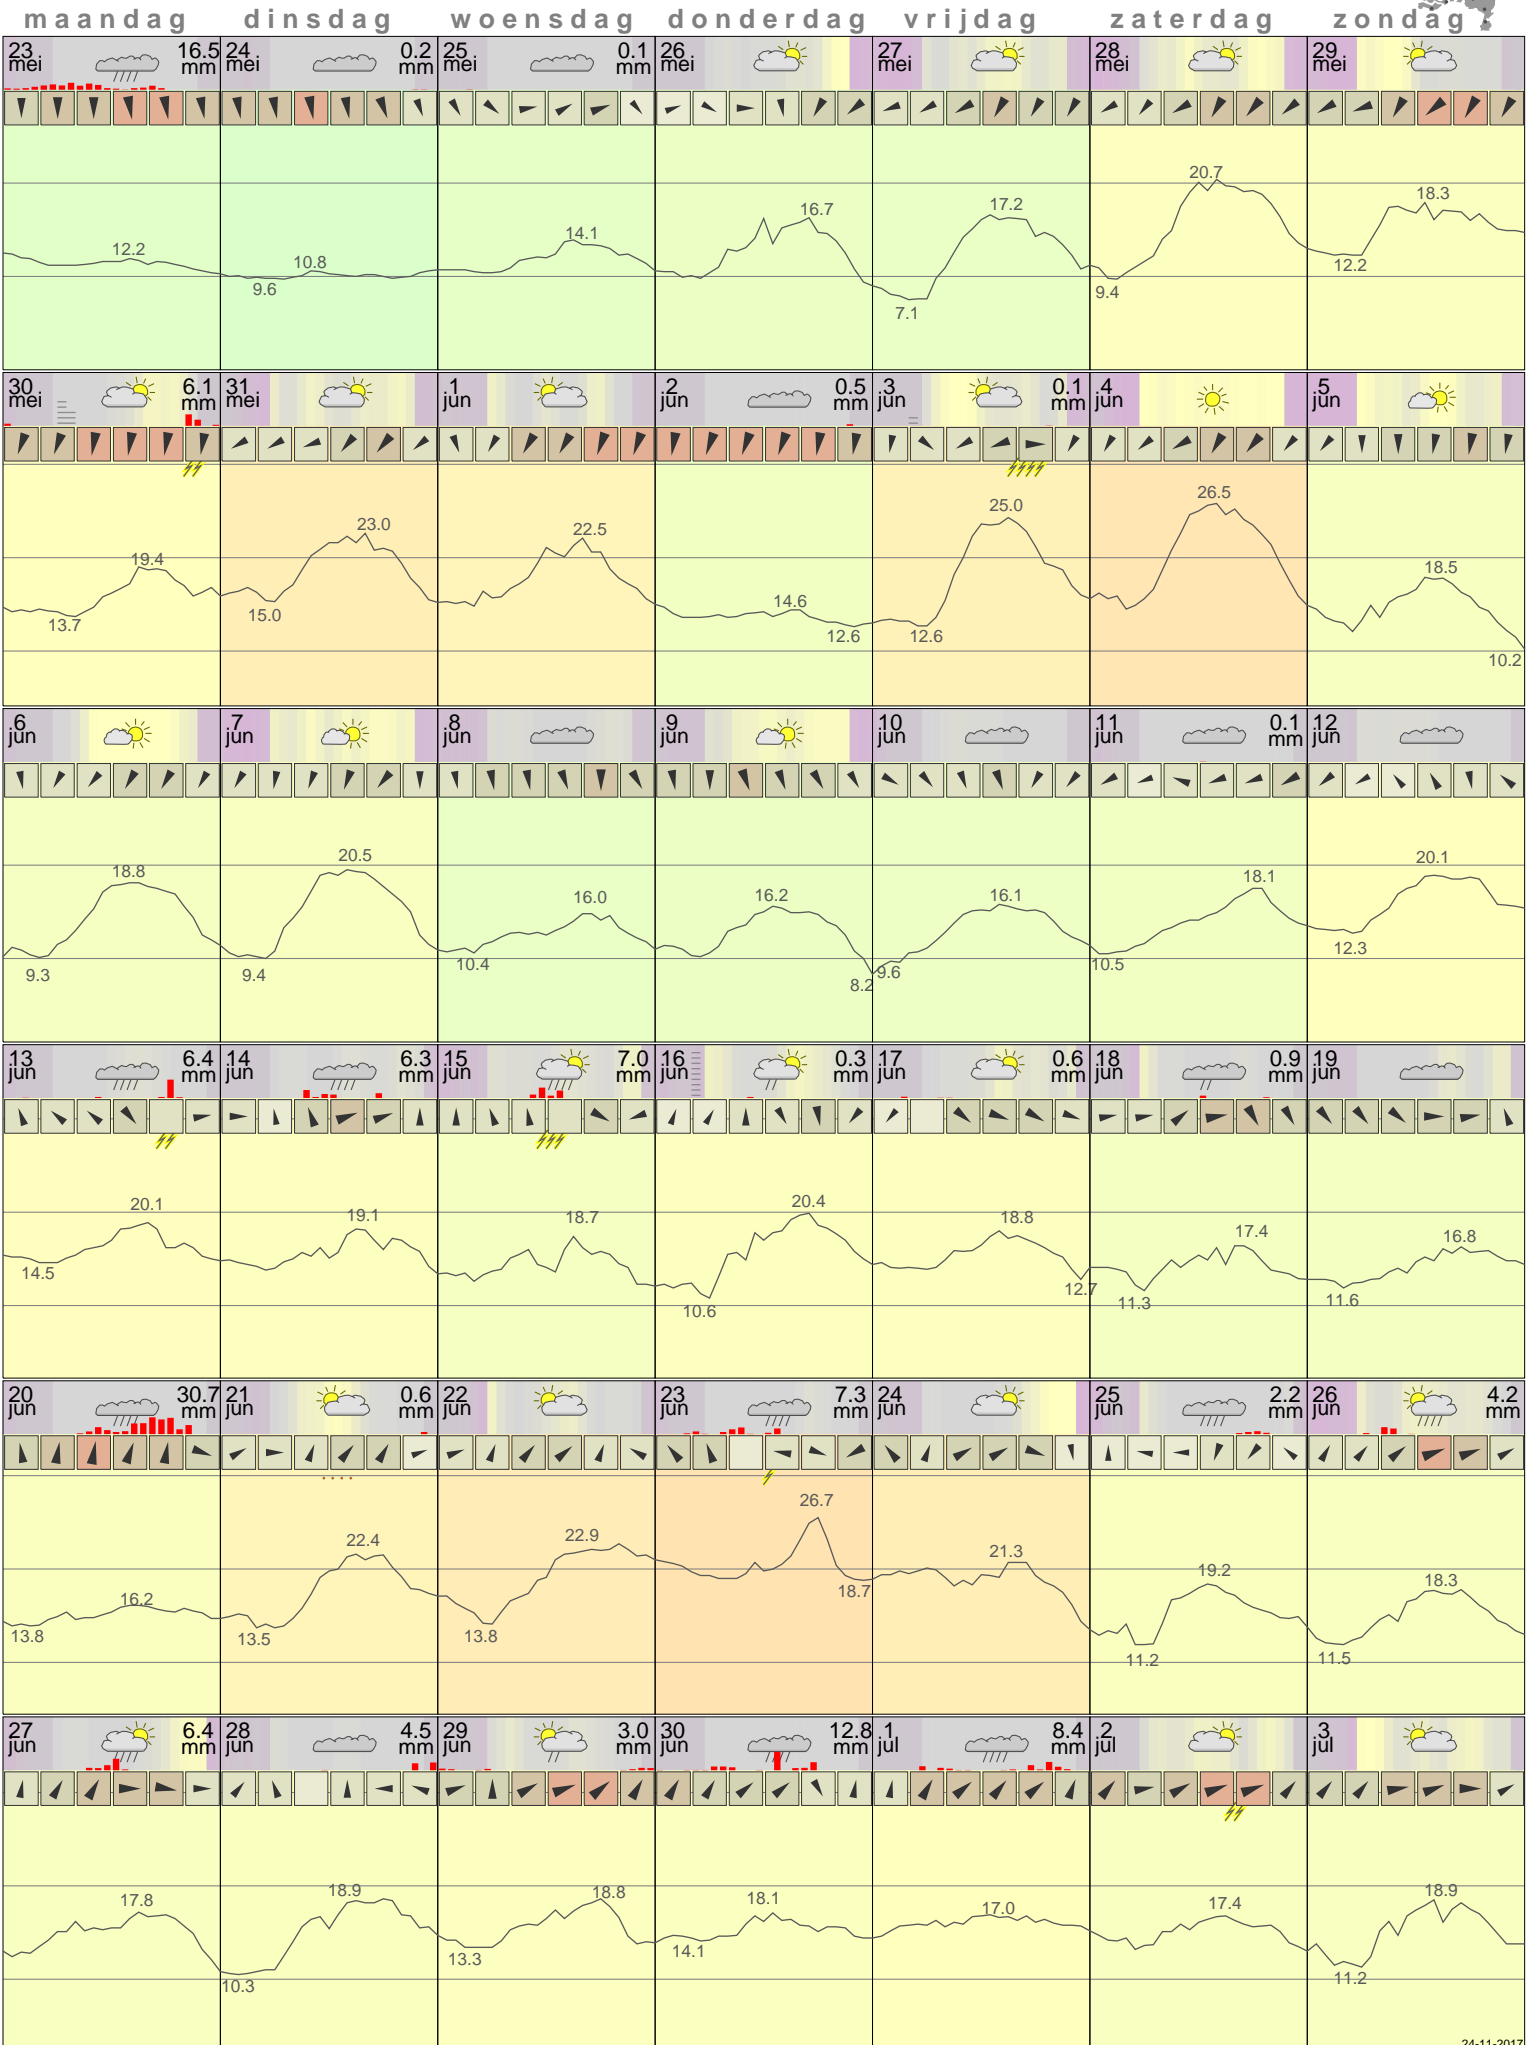 maandag dinsdag woensdag donderdag vrijdag zaterdag zondag
23 16.5 24 0.2 25 0.1 26 27 28 29
mei mm mei mm mei mm mei mei mei mei
20.7
18.3
17.2
16.7
14.1
12.2 10.8 12.2
9.6 9.4
7.1
30 6.1 31 1 2 0.5 3 0.1 4 5
mei mm mei jun jun mm jun mm jun jun
26.5
25.0
23.0 22.5
19.4 18.5
14.6
13.7 15.0 12.6 12.6
10.2
6 7 8 9 10 11 0.1 12
jun jun jun jun jun jun mm jun
20.5 20.1
18.8 18.1
16.0 16.2 16.1
12.3
9.3 9.4 10.4 8.2 9.6 10.5
13 6.4 14 6.3 15 7.0 16 0.3 17 0.6 18 0.9 19
jun mm jun mm jun mm jun mm jun mm jun mm jun
20.1 19.1 18.7 20.4 18.8 17.4 16.8
14.5 10.6 12.7 11.3 11.6
20 30.7 21 0.6 22 23 7.3 24 25 2.2 26 4.2
jun mm jun mm jun jun mm jun jun mm jun mm
26.7
22.4 22.9 21.3
16.2 18.7 19.2 18.3
13.8 13.5 13.8 11.2 11.5
27 6.4 28 4.5 29 3.0 30 12.8 1 8.4 2 3
jun mm jun mm jun mm jun mm jul mm jul jul
17.8 18.9 18.8 18.1 17.0 17.4 18.9
10.3 13.3 14.1 11.2
24-11-2017